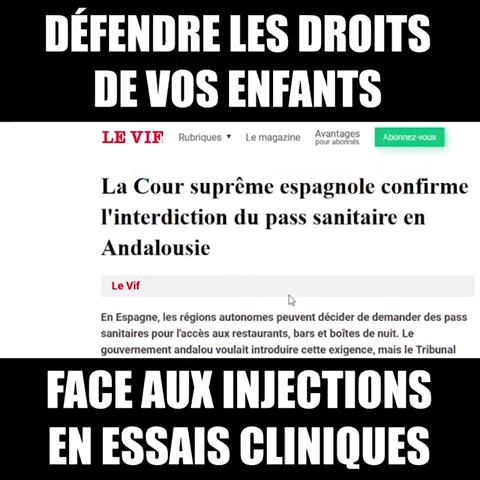 DÉFENDRE LES DROITS
DE VOS ENFANTS
LE VIF Rubriques Le magazine Avantages pour abonnés Abonnez-vous
La Cour suprême espagnole confirme
l'interdiction du pass sanitaire en
Andalousie
Le Vif
En Espagne, les régions autonomes peuvent décider de demander des pass
sanitaires pour l'accès aux restaurants, bars et boîtes de nuit. Le
gouvernement andalou voulait introduire cette exigence, mais le Tribunal
FACE AUX INJECTIONS
EN ESSAIS CLINIQUES